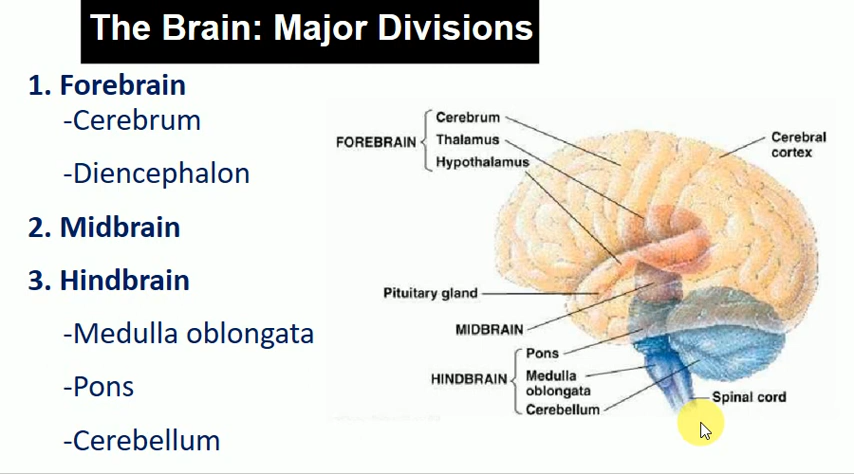 The Brain: Major Divisions
1. Forebrain
-Cerebrum
-Diencephalon
2. Midbrain
3. Hindbrain
-Medulla oblongata
-Pons
-Cerebellum
FOREBRAIN
Cerebrum
Thalamus
Hypothalamus
Cerebral
cortex
Pituitary gland
MIDBRAIN
HINDBRAIN
Pons
Medulla
oblongata
Cerebellum
Spinal cord